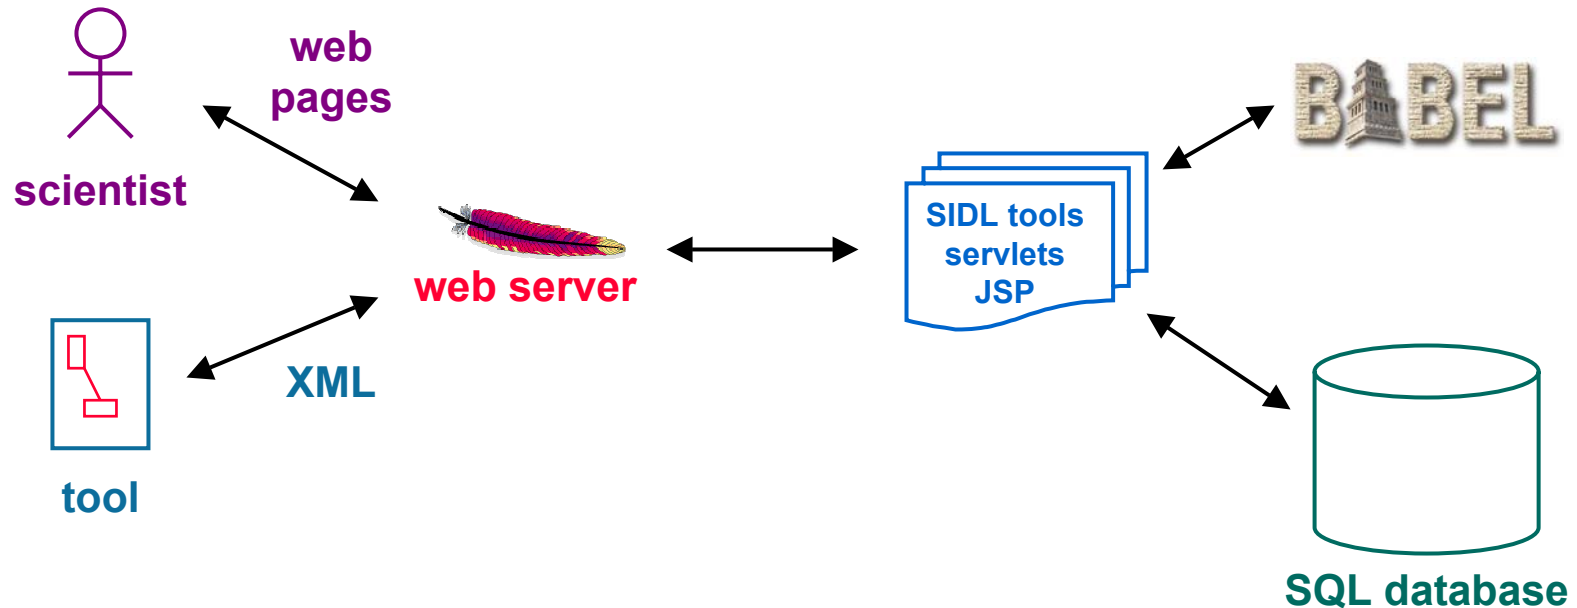 web
pages
scientist
web server
XML
tool
SIDL tools
servlets
JSP
BABEL
SQL database